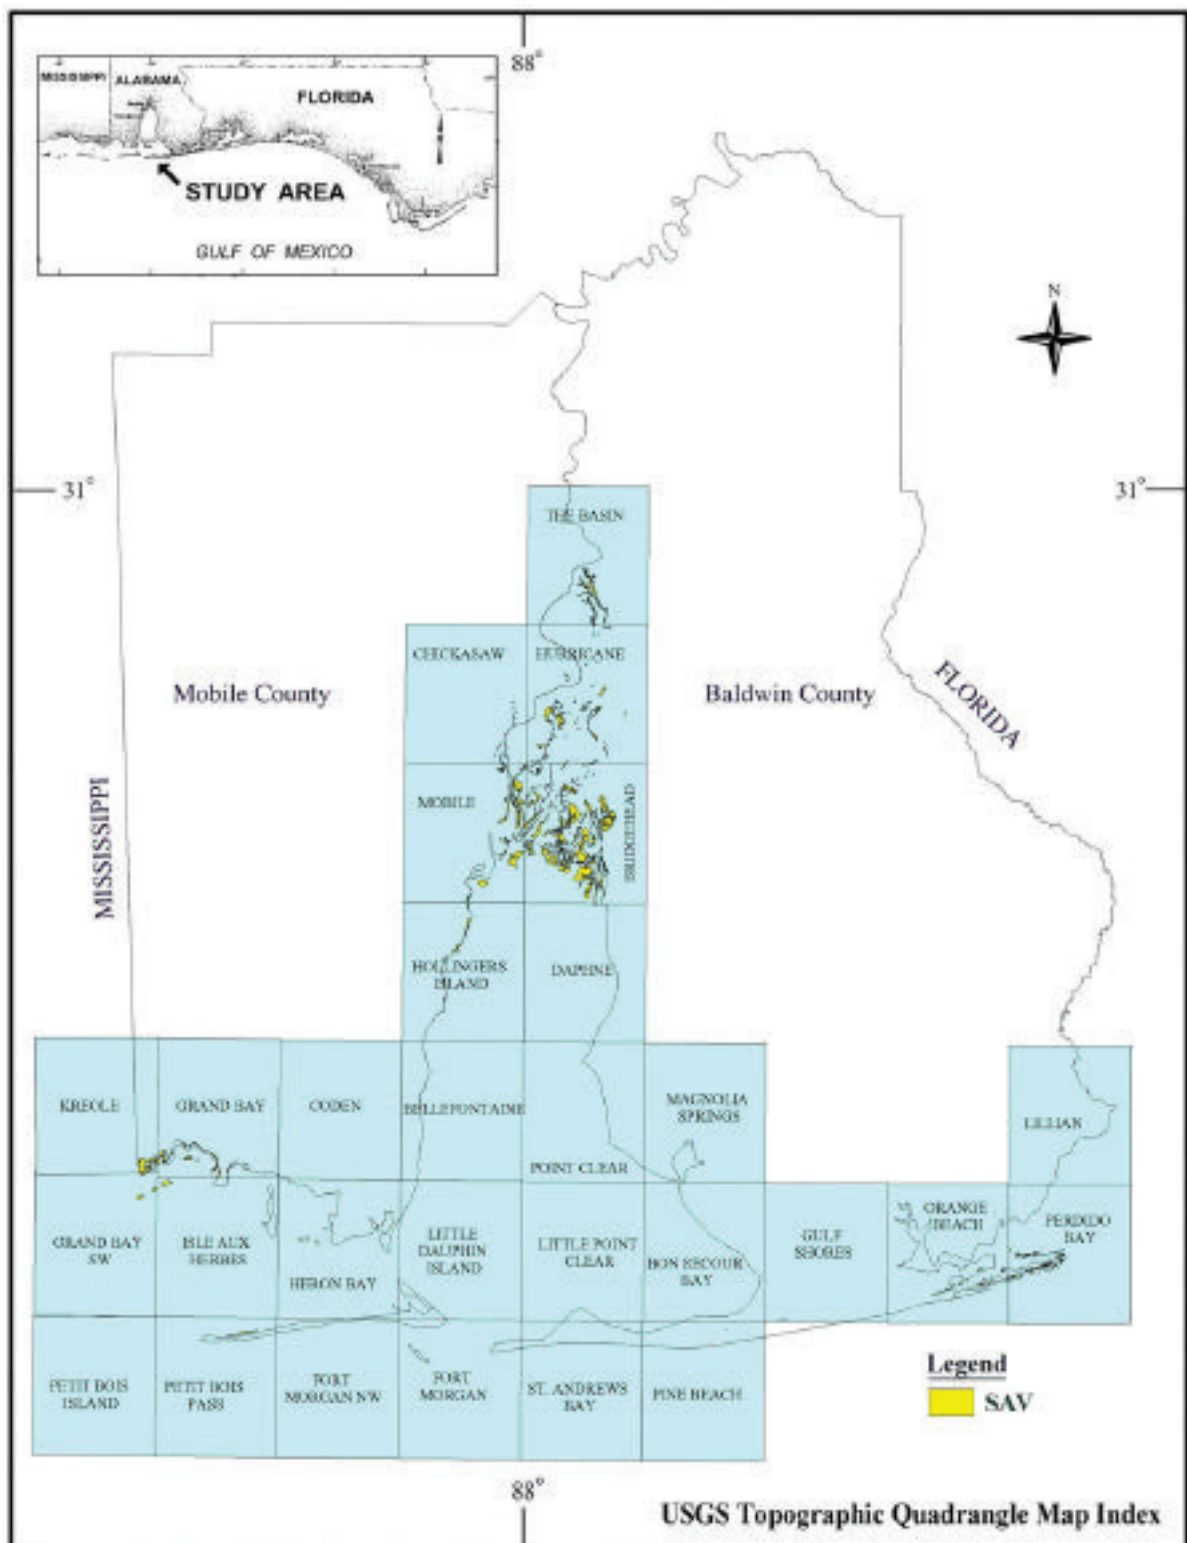 88°
MISSISSIPPI
ALABAMA
FLORIDA
STUDY AREA
GULF OF MEXICO
N
31°
31°
THE BASIN
CHICKASAW
HURRICANE
Mobile County
Baldwin County
FLORIDA
MISSISSIPPI
MOBILE
BRIDGEHEAD
HOLLINGERS
ISLAND
DAPHNE
KREOLE
GRAND BAY
CODEN
BELLEFONTAINE
MAGNOLIA
SPRINGS
LILLIAN
POINT CLEAR
GRAND BAY
SW
ISLE AUX
HERBES
HERON BAY
LITTLE
DAUPHIN
ISLAND
LITTLE POINT
CLEAR
BON SECOUR
BAY
GULF
SHORES
ORANGE
BEACH
PERDIDO
BAY
PETIT BOIS
ISLAND
PETIT BOIS
PASS
FORT
MORGAN NW
FORT
MORGAN
ST. ANDREWS
BAY
PINE BEACH
Legend
SAV
88°
USGS Topographic Quadrangle Map Index